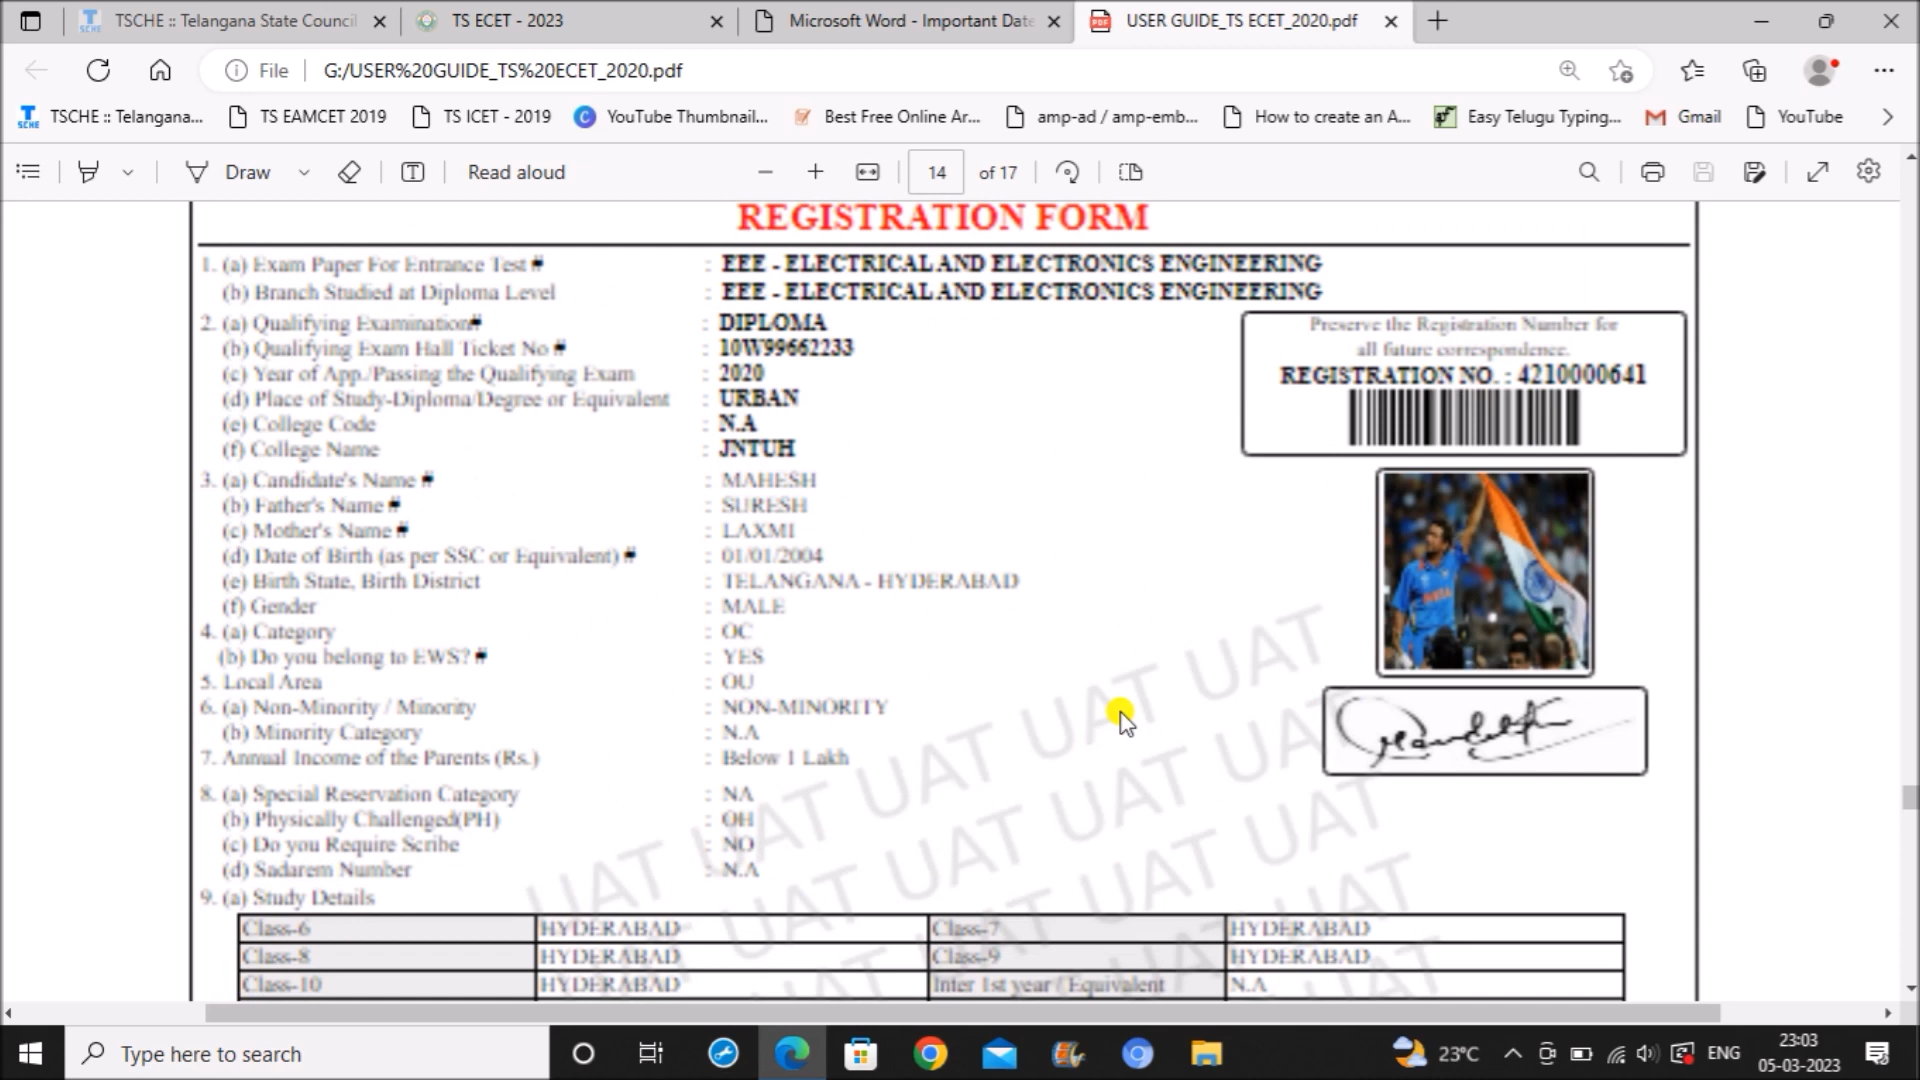 TSCHE :: Telangana State Council
TS ECET - 2023
Microsoft Word - Important Date
USER GUIDE_TS ECET_2020.pdf
File
G:/USER%20GUIDE_TS%20ECET_2020.pdf
TSCHE :: Telangana...
TS EAMCET 2019
TS ICET - 2019
YouTube Thumbnail...
Best Free Online Ar...
amp-ad / amp-emb...
How to create an A...
Easy Telugu Typing...
Gmail
YouTube
Draw
Read aloud
14 of 17
REGISTRATION FORM
1. (a) Exam Paper For Entrance Test # : EEE - ELECTRICAL AND ELECTRONICS ENGINEERING
(b) Branch Studied at Diploma Level : EEE - ELECTRICAL AND ELECTRONICS ENGINEERING
2. (a) Qualifying Examination# : DIPLOMA
(b) Qualifying Exam Hall Ticket No # : 10W99662233
(c) Year of App./Passing the Qualifying Exam : 2020
(d) Place of Study-Diploma/Degree or Equivalent : URBAN
(e) College Code : N.A
(f) College Name : JNTUH
Preserve the Registration Number for
all future correspondence.
REGISTRATION NO. : 4210000641
3. (a) Candidate's Name # : MAHESH
(b) Father's Name # : SURESH
(c) Mother's Name # : LAXMI
(d) Date of Birth (as per SSC or Equivalent) # : 01/01/2004
(e) Birth State, Birth District : TELANGANA - HYDERABAD
(f) Gender : MALE
4. (a) Category : OC
(b) Do you belong to EWS? # : YES
5. Local Area : OU
6. (a) Non-Minority / Minority : NON-MINORITY
(b) Minority Category : N.A
7. Annual Income of the Parents (Rs.) : Below 1 Lakh
8. (a) Special Reservation Category : NA
(b) Physically Challenged(PH) : OH
(c) Do you Require Scribe : NO
(d) Sadarem Number : N.A
9. (a) Study Details
Class-6 HYDERABAD Class-7 HYDERABAD
Class-8 HYDERABAD Class-9 HYDERABAD
Class-10 HYDERABAD Inter 1st year / Equivalent N.A
UAT UAT UAT UAT UAT
UAT UAT UAT UAT UAT
UAT UAT UAT UAT UAT
Type here to search
23°C
ENG
23:03
05-03-2023